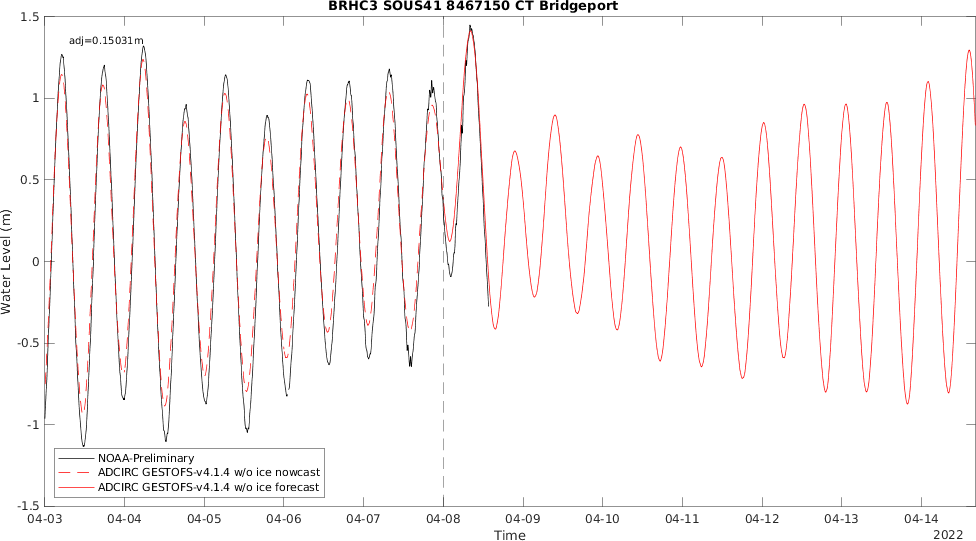 BRHC3 SOUS41 8467150 CT Bridgeport
adj=0.15031m
1.5
1
0.5
0
-0.5
-1
-1.5
Water Level (m)
NOAA-Preliminary
ADCIRC GESTOFS-v4.1.4 w/o ice nowcast
ADCIRC GESTOFS-v4.1.4 w/o ice forecast
04-03 04-04 04-05 04-06 04-07 04-08 04-09 04-10 04-11 04-12 04-13 04-14
Time
2022